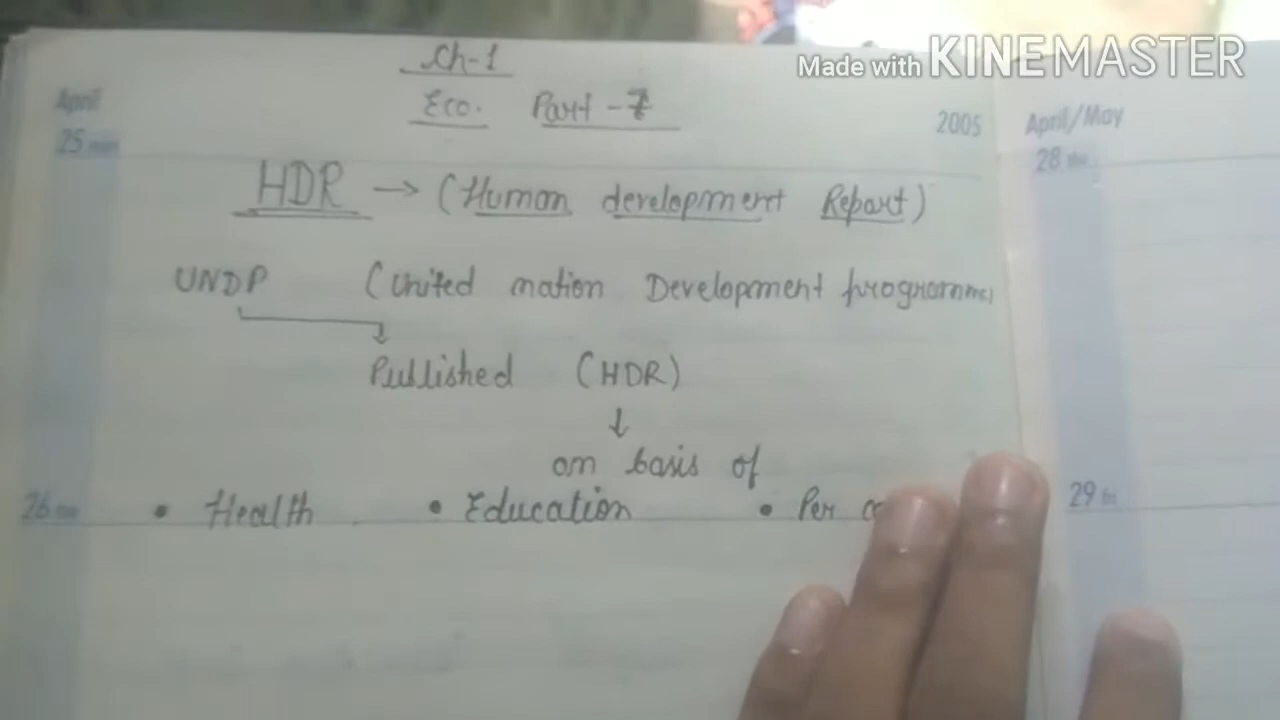 Made with KINEMASTER
Ch-1
Eco. Part - 7
April
2005
April/May
25
28
HDR → (Human development Report)
UNDP (United nation Development programme
Published (HDR)
↓
on basis of
26
29
• Health • Education • Per